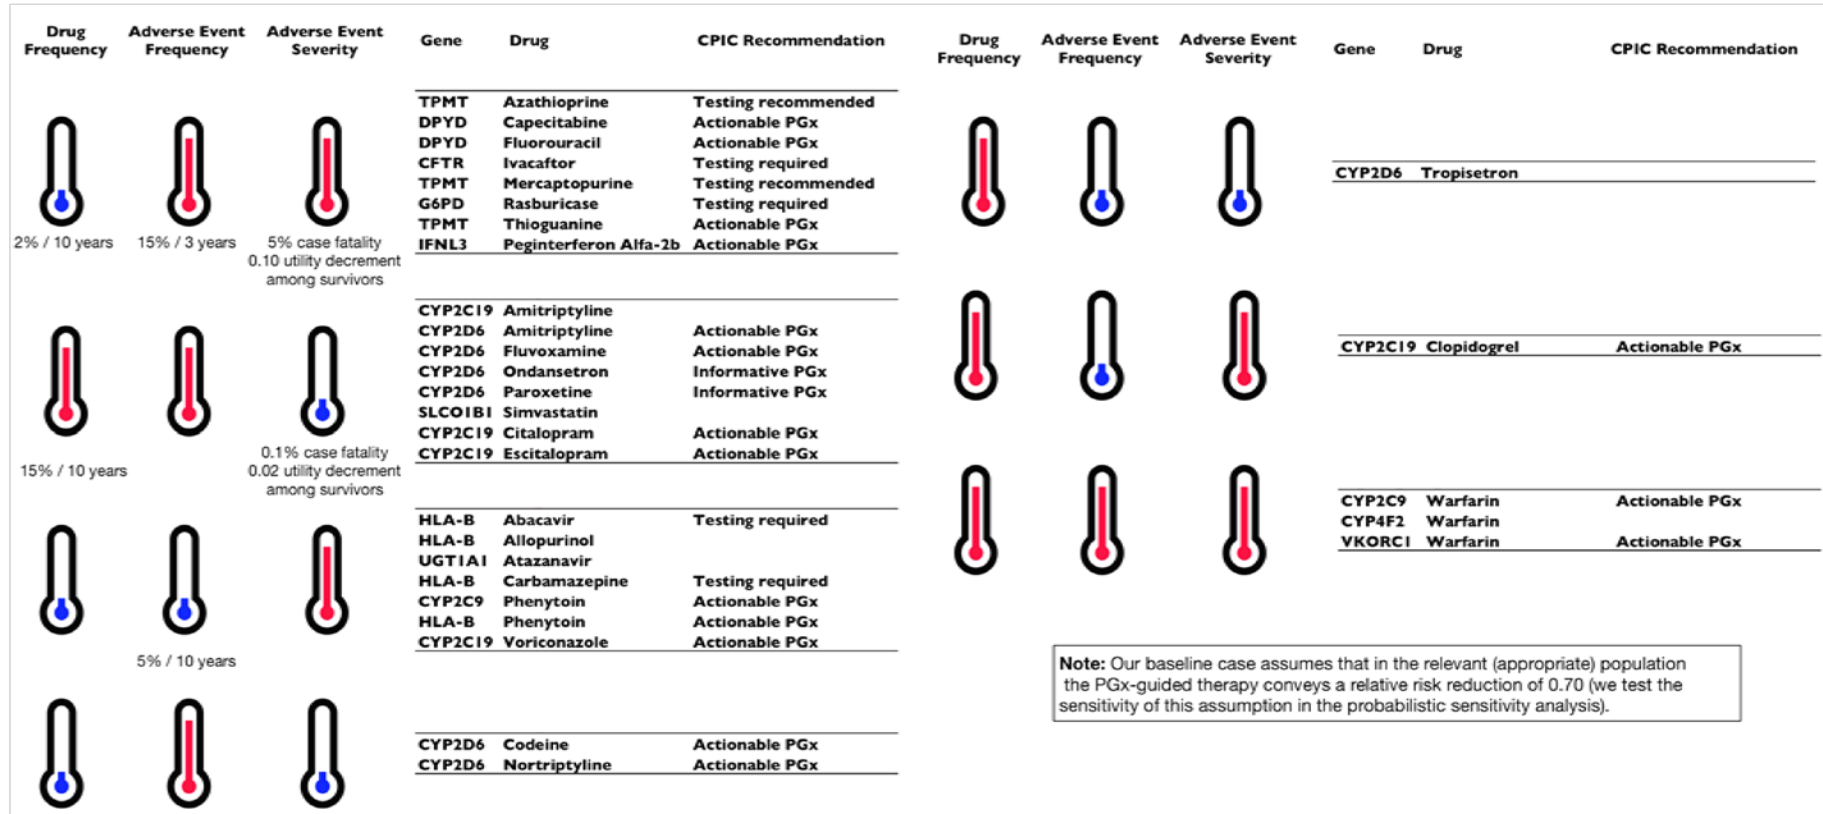 Drug Frequency Adverse Event Frequency Adverse Event Severity Gene Drug CPIC Recommendation
TPMT Azathioprine Testing recommended
DPYD Capecitabine Actionable PGx
DPYD Fluorouracil Actionable PGx
CFTR Ivacaftor Testing required
TPMT Mercaptopurine Testing recommended
G6PD Rasburicase Testing required
TPMT Thioguanine Actionable PGx
IFNL3 Peginterferon Alfa-2b Actionable PGx
2% / 10 years 15% / 3 years 5% case fatality
0.10 utility decrement
among survivors
CYP2C19 Amitriptyline
CYP2D6 Amitriptyline Actionable PGx
CYP2D6 Fluvoxamine Actionable PGx
CYP2D6 Ondansetron Informative PGx
CYP2D6 Paroxetine Informative PGx
SLCO1B1 Simvastatin
CYP2C19 Citalopram Actionable PGx
CYP2C19 Escitalopram Actionable PGx
15% / 10 years 0.1% case fatality
0.02 utility decrement
among survivors
HLA-B Abacavir Testing required
HLA-B Allopurinol
UGT1A1 Atazanavir
HLA-B Carbamazepine Testing required
CYP2C9 Phenytoin Actionable PGx
HLA-B Phenytoin Actionable PGx
CYP2C19 Voriconazole Actionable PGx
5% / 10 years
CYP2D6 Codeine Actionable PGx
CYP2D6 Nortriptyline Actionable PGx
Drug Frequency Adverse Event Frequency Adverse Event Severity Gene Drug CPIC Recommendation
CYP2D6 Tropisetron
CYP2C19 Clopidogrel Actionable PGx
CYP2C9 Warfarin Actionable PGx
CYP4F2 Warfarin
VKORC1 Warfarin Actionable PGx
Note: Our baseline case assumes that in the relevant (appropriate) population
the PGx-guided therapy conveys a relative risk reduction of 0.70 (we test the
sensitivity of this assumption in the probabilistic sensitivity analysis).